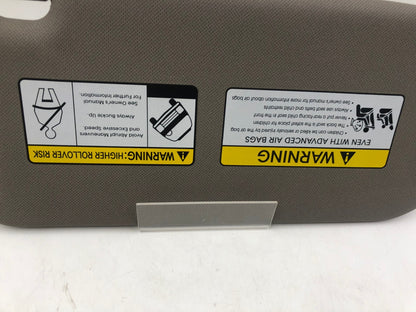 WARNING
EVEN WITH ADVANCED AIR BAGS
• Children can be killed or seriously injured by the air bag
• The back seat is the safest place for children
• Never put a rear-facing child seat in the front
• Always use seat belts and child restraints
• See owner's manual for more information about air bags
WARNING: HIGHER ROLLOVER RISK
Avoid Abrupt Maneuvers
and Excessive Speed.
Always Buckle Up.
See Owner's Manual
For Further Information.